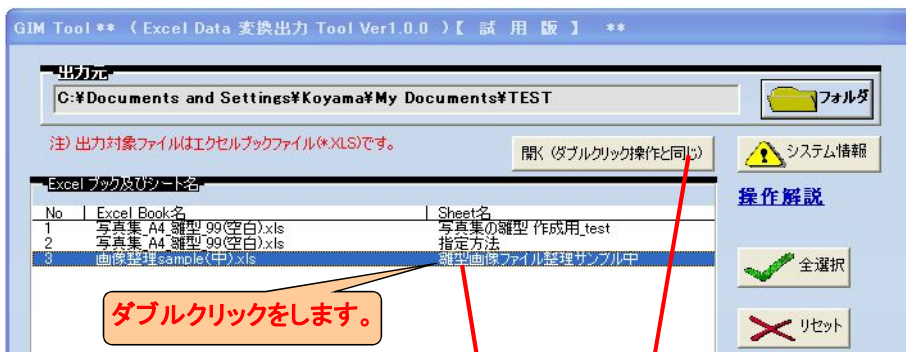 GIM Tool ** ( Excel Data 変換出力 Tool Ver1.0.0 ) 【 試 用 版 】 **
出力元
C:¥Documents and Settings¥Koyama¥My Documents¥TEST
フォルダ
注) 出力対象ファイルはエクセルブックファイル(*.XLS)です。
開く (ダブルクリック操作と同じ)
システム情報
Excel ブック及びシート名
操作解説
No Excel Book名 Sheet名
1 写真集_A4_雛型_99(空白).xls 写真集の雛型 作成用_test
2 写真集_A4_雛型_99(空白).xls 指定方法
3 画像整理sample(中).xls 雛型画像ファイル整理サンプル中
全選択
ダブルクリックをします。
リセット